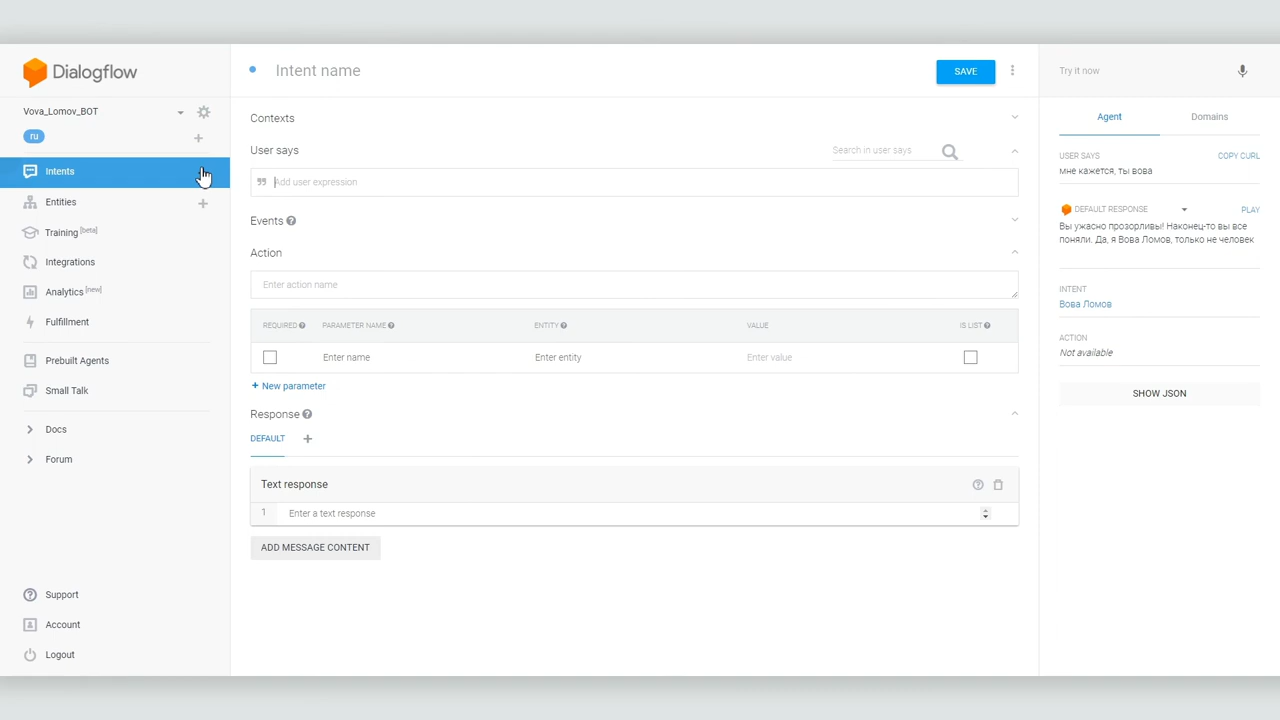 Dialogflow
Vova_Lomov_BOT
ru
Intents
Entities
Training [beta]
Integrations
Analytics [new]
Fulfillment
Prebuilt Agents
Small Talk
Docs
Forum
Support
Account
Logout
Intent name
SAVE
Contexts
User says
Search in user says
Add user expression
Events
Action
Enter action name
REQUIRED PARAMETER NAME ENTITY VALUE IS LIST
Enter name Enter entity Enter value
+ New parameter
Response
DEFAULT +
Text response
1 Enter a text response
ADD MESSAGE CONTENT
Try it now
Agent Domains
USER SAYS COPY CURL
мне кажется, ты вова
DEFAULT RESPONSE PLAY
Вы ужасно прозорливы! Наконец-то вы все
поняли. Да, я Вова Ломов, только не человек
INTENT
Вова Ломов
ACTION
Not available
SHOW JSON